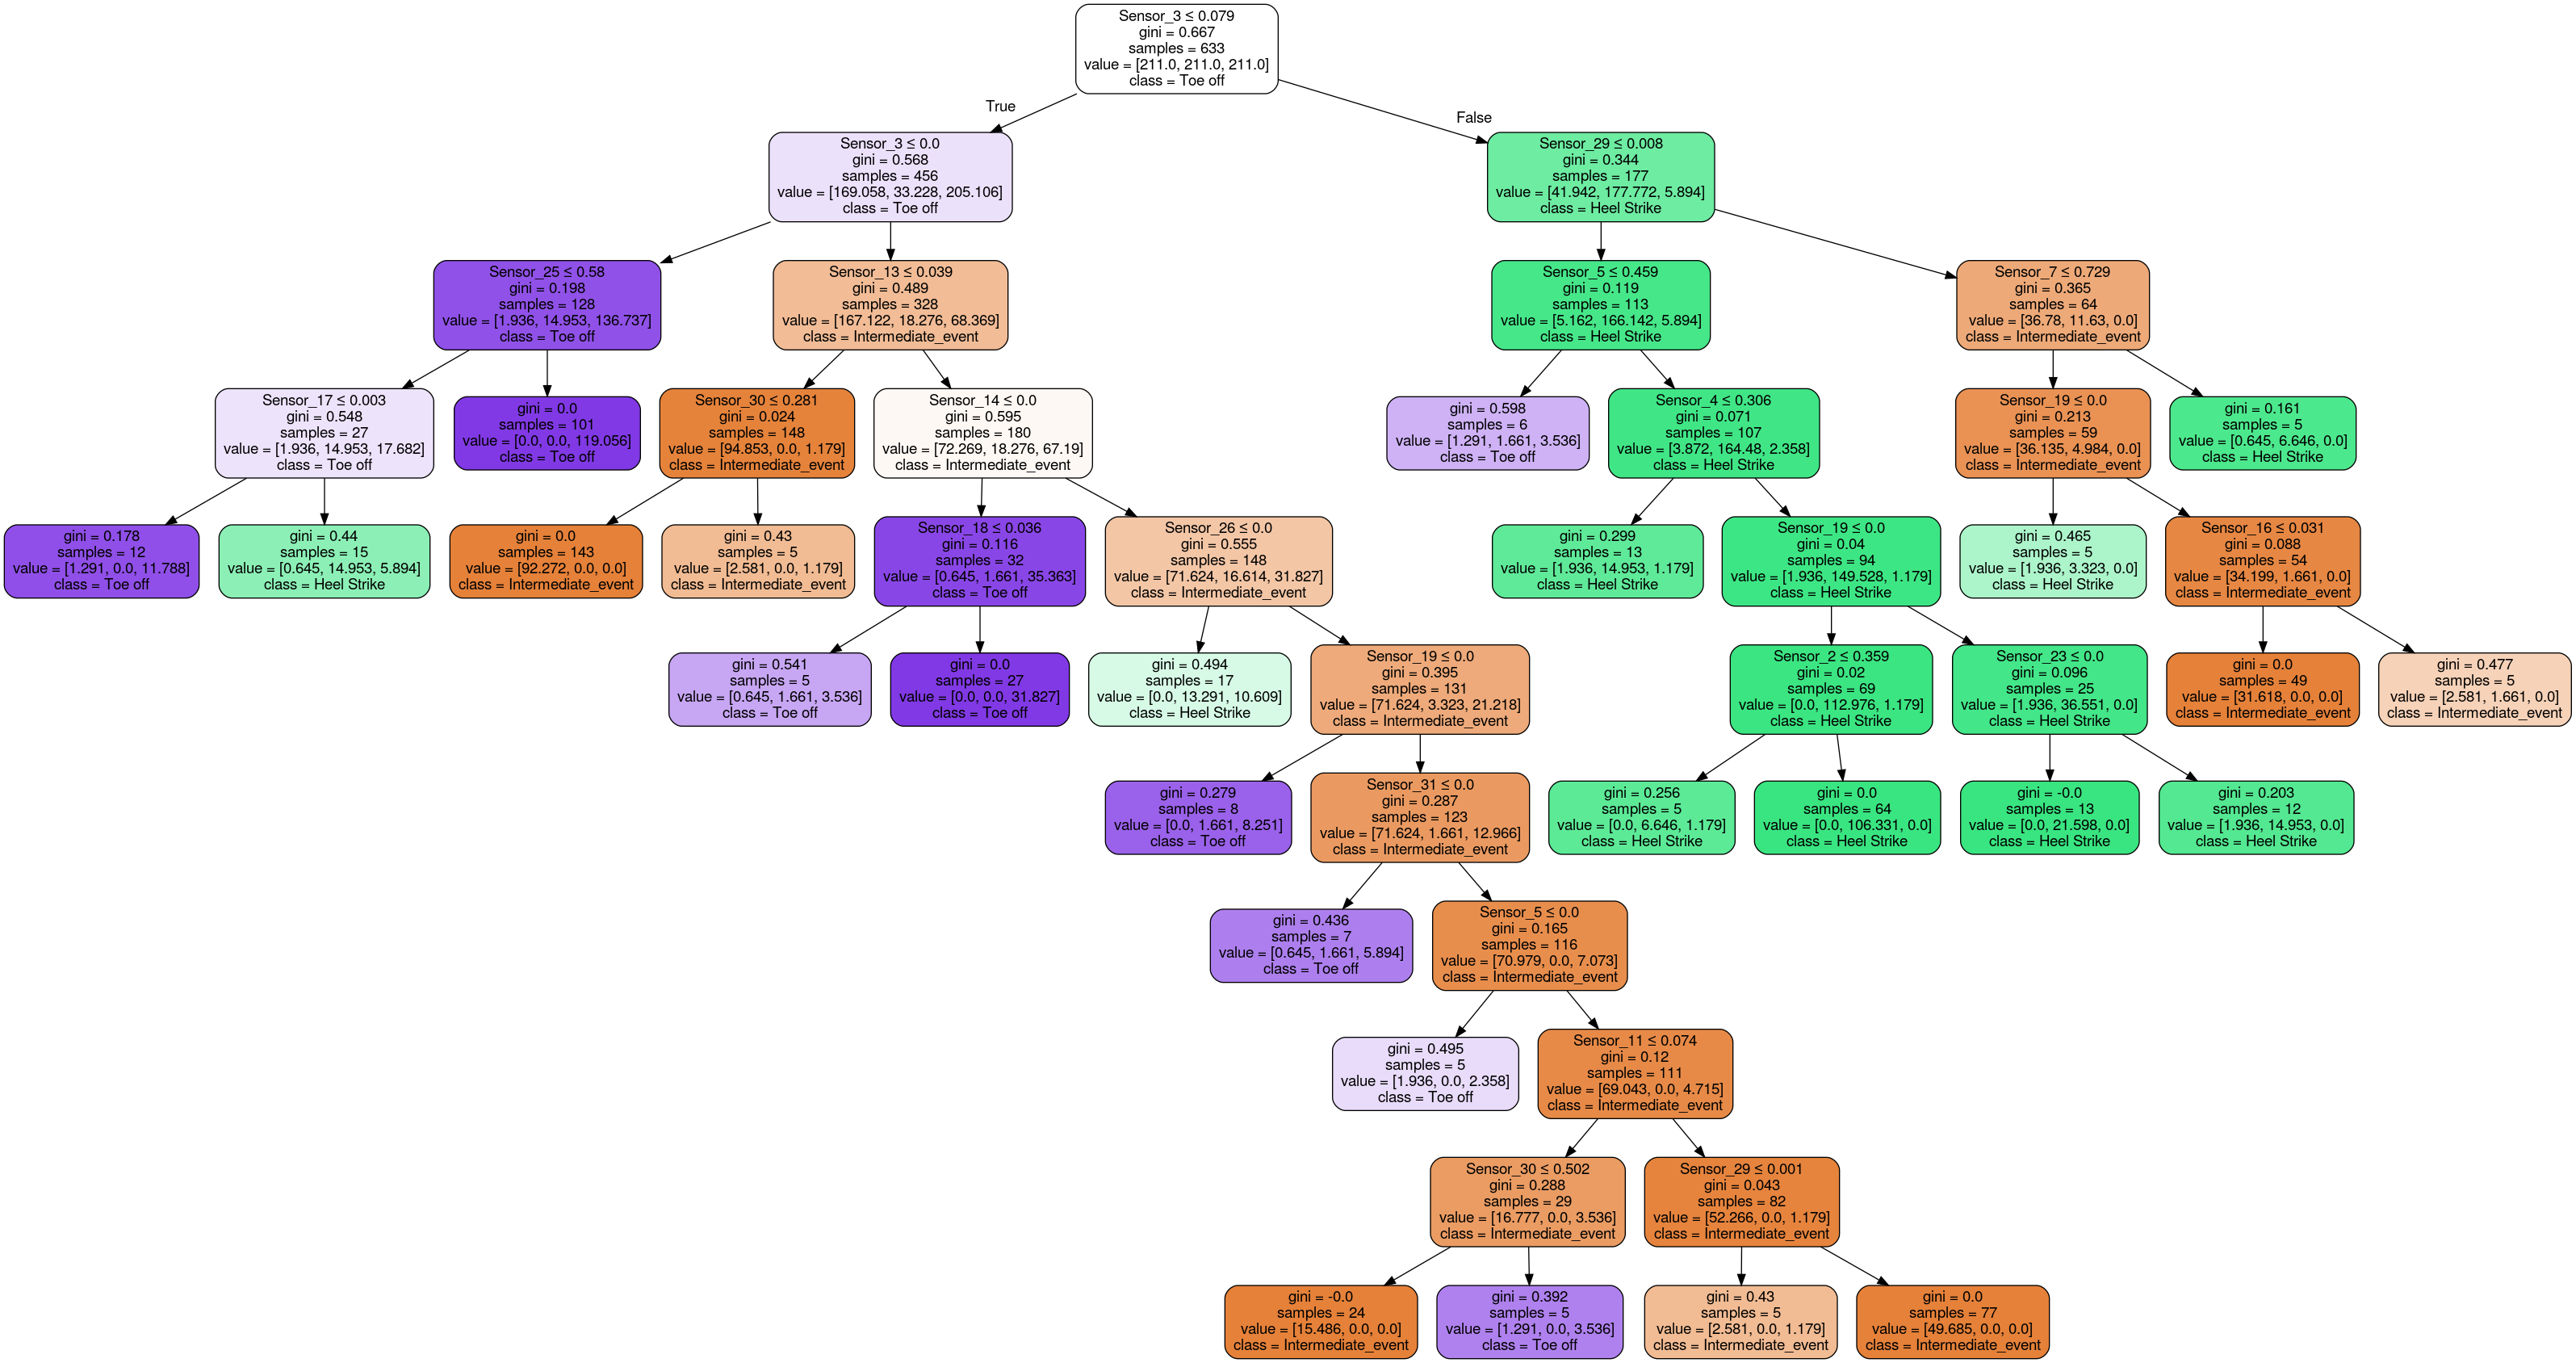 Sensor_3 ≤ 0.079
gini = 0.667
samples = 633
value = [211.0, 211.0, 211.0]
class = Toe off
True
False
Sensor_3 ≤ 0.0
gini = 0.568
samples = 456
value = [169.058, 33.228, 205.106]
class = Toe off
Sensor_29 ≤ 0.008
gini = 0.344
samples = 177
value = [41.942, 177.772, 5.894]
class = Heel Strike
Sensor_25 ≤ 0.58
gini = 0.198
samples = 128
value = [1.936, 14.953, 136.737]
class = Toe off
Sensor_13 ≤ 0.039
gini = 0.489
samples = 328
value = [167.122, 18.276, 68.369]
class = Intermediate_event
Sensor_5 ≤ 0.459
gini = 0.119
samples = 113
value = [5.162, 166.142, 5.894]
class = Heel Strike
Sensor_7 ≤ 0.729
gini = 0.365
samples = 64
value = [36.78, 11.63, 0.0]
class = Intermediate_event
Sensor_17 ≤ 0.003
gini = 0.548
samples = 27
value = [1.936, 14.953, 17.682]
class = Toe off
gini = 0.0
samples = 101
value = [0.0, 0.0, 119.056]
class = Toe off
Sensor_30 ≤ 0.281
gini = 0.024
samples = 148
value = [94.853, 0.0, 1.179]
class = Intermediate_event
Sensor_14 ≤ 0.0
gini = 0.595
samples = 180
value = [72.269, 18.276, 67.19]
class = Intermediate_event
gini = 0.598
samples = 6
value = [1.291, 1.661, 3.536]
class = Toe off
Sensor_4 ≤ 0.306
gini = 0.071
samples = 107
value = [3.872, 164.48, 2.358]
class = Heel Strike
Sensor_19 ≤ 0.0
gini = 0.213
samples = 59
value = [36.135, 4.984, 0.0]
class = Intermediate_event
gini = 0.161
samples = 5
value = [0.645, 6.646, 0.0]
class = Heel Strike
gini = 0.178
samples = 12
value = [1.291, 0.0, 11.788]
class = Toe off
gini = 0.44
samples = 15
value = [0.645, 14.953, 5.894]
class = Heel Strike
gini = 0.0
samples = 143
value = [92.272, 0.0, 0.0]
class = Intermediate_event
gini = 0.43
samples = 5
value = [2.581, 0.0, 1.179]
class = Intermediate_event
Sensor_18 ≤ 0.036
gini = 0.116
samples = 32
value = [0.645, 1.661, 35.363]
class = Toe off
Sensor_26 ≤ 0.0
gini = 0.555
samples = 148
value = [71.624, 16.614, 31.827]
class = Intermediate_event
gini = 0.299
samples = 13
value = [1.936, 14.953, 1.179]
class = Heel Strike
Sensor_19 ≤ 0.0
gini = 0.04
samples = 94
value = [1.936, 149.528, 1.179]
class = Heel Strike
gini = 0.465
samples = 5
value = [1.936, 3.323, 0.0]
class = Heel Strike
Sensor_16 ≤ 0.031
gini = 0.088
samples = 54
value = [34.199, 1.661, 0.0]
class = Intermediate_event
gini = 0.541
samples = 5
value = [0.645, 1.661, 3.536]
class = Toe off
gini = 0.0
samples = 27
value = [0.0, 0.0, 31.827]
class = Toe off
gini = 0.494
samples = 17
value = [0.0, 13.291, 10.609]
class = Heel Strike
Sensor_19 ≤ 0.0
gini = 0.395
samples = 131
value = [71.624, 3.323, 21.218]
class = Intermediate_event
Sensor_2 ≤ 0.359
gini = 0.02
samples = 69
value = [0.0, 112.976, 1.179]
class = Heel Strike
Sensor_23 ≤ 0.0
gini = 0.096
samples = 25
value = [1.936, 36.551, 0.0]
class = Heel Strike
gini = 0.0
samples = 49
value = [31.618, 0.0, 0.0]
class = Intermediate_event
gini = 0.477
samples = 5
value = [2.581, 1.661, 0.0]
class = Intermediate_event
gini = 0.279
samples = 8
value = [0.0, 1.661, 8.251]
class = Toe off
Sensor_31 ≤ 0.0
gini = 0.287
samples = 123
value = [71.624, 1.661, 12.966]
class = Intermediate_event
gini = 0.256
samples = 5
value = [0.0, 6.646, 1.179]
class = Heel Strike
gini = 0.0
samples = 64
value = [0.0, 106.331, 0.0]
class = Heel Strike
gini = -0.0
samples = 13
value = [0.0, 21.598, 0.0]
class = Heel Strike
gini = 0.203
samples = 12
value = [1.936, 14.953, 0.0]
class = Heel Strike
gini = 0.436
samples = 7
value = [0.645, 1.661, 5.894]
class = Toe off
Sensor_5 ≤ 0.0
gini = 0.165
samples = 116
value = [70.979, 0.0, 7.073]
class = Intermediate_event
gini = 0.495
samples = 5
value = [1.936, 0.0, 2.358]
class = Toe off
Sensor_11 ≤ 0.074
gini = 0.12
samples = 111
value = [69.043, 0.0, 4.715]
class = Intermediate_event
Sensor_30 ≤ 0.502
gini = 0.288
samples = 29
value = [16.777, 0.0, 3.536]
class = Intermediate_event
Sensor_29 ≤ 0.001
gini = 0.043
samples = 82
value = [52.266, 0.0, 1.179]
class = Intermediate_event
gini = -0.0
samples = 24
value = [15.486, 0.0, 0.0]
class = Intermediate_event
gini = 0.392
samples = 5
value = [1.291, 0.0, 3.536]
class = Toe off
gini = 0.43
samples = 5
value = [2.581, 0.0, 1.179]
class = Intermediate_event
gini = 0.0
samples = 77
value = [49.685, 0.0, 0.0]
class = Intermediate_event